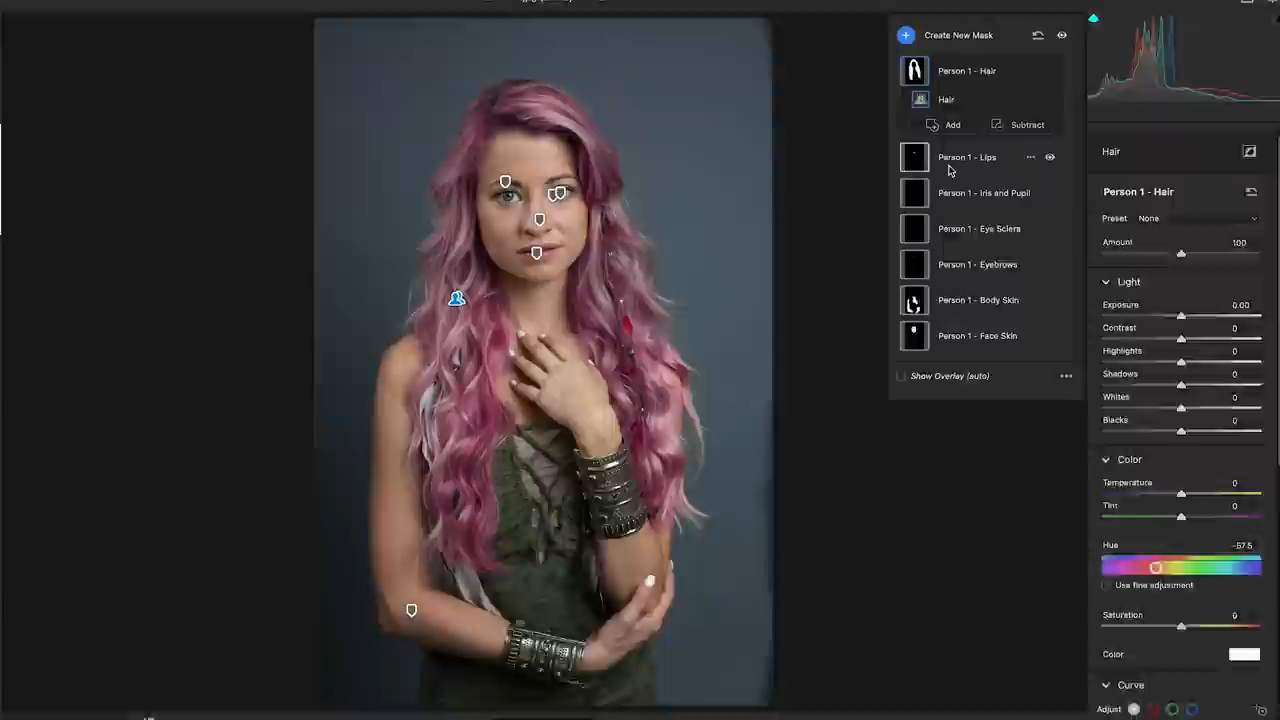 Create New Mask
Person 1 - Hair
Hair
Add Subtract
Person 1 - Lips
Person 1 - Iris and Pupil
Person 1 - Eye Sclera
Person 1 - Eyebrows
Person 1 - Body Skin
Person 1 - Face Skin
Show Overlay (auto)
Hair
Person 1 - Hair
Preset None
Amount 100
Light
Exposure 0.00
Contrast 0
Highlights 0
Shadows 0
Whites 0
Blacks 0
Color
Temperature 0
Tint 0
Hue -57.5
Use fine adjustment
Saturation 0
Color
Curve
Adjust